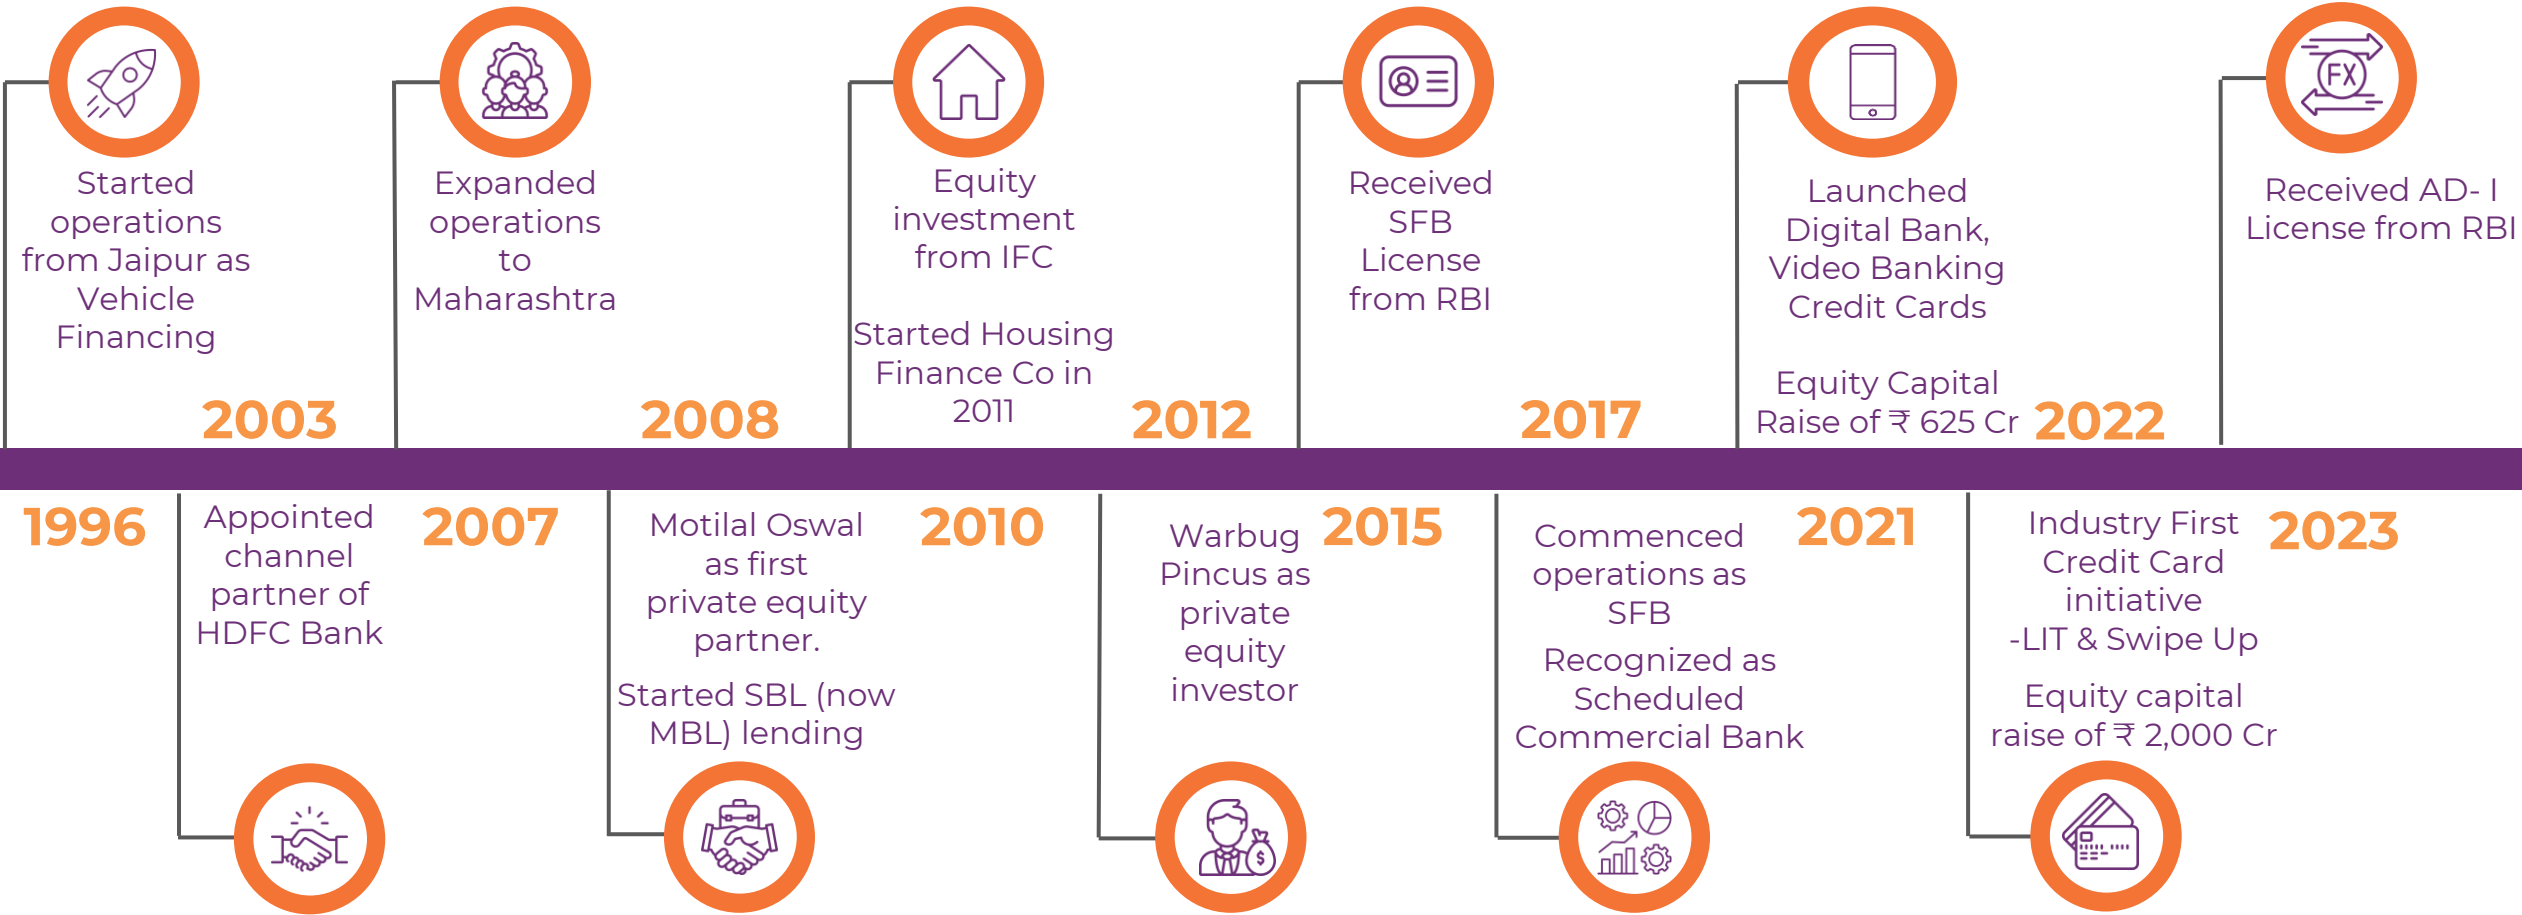 Started
operations
from Jaipur as
Vehicle
Financing
1996
2003
Appointed
channel
partner of
HDFC Bank
Expanded
operations
to
Maharashtra
2007
2008
Motilal Oswal
as first
private equity
partner.
Started SBL (now
MBL) lending
Equity
investment
from IFC
Started Housing
Finance Co in
2011
2010
2012
Warbug
Pincus as
private
equity
investor
Received
SFB
License
from RBI
2015
2017
Commenced
operations as
SFB
Recognized as
Scheduled
Commercial Bank
Launched
Digital Bank,
Video Banking
Credit Cards
Equity Capital
Raise of ₹ 625 Cr
2021
2022
Industry First
Credit Card
initiative
-LIT & Swipe Up
Equity capital
raise of ₹ 2,000 Cr
FX
Received AD- I
License from RBI
2023
$